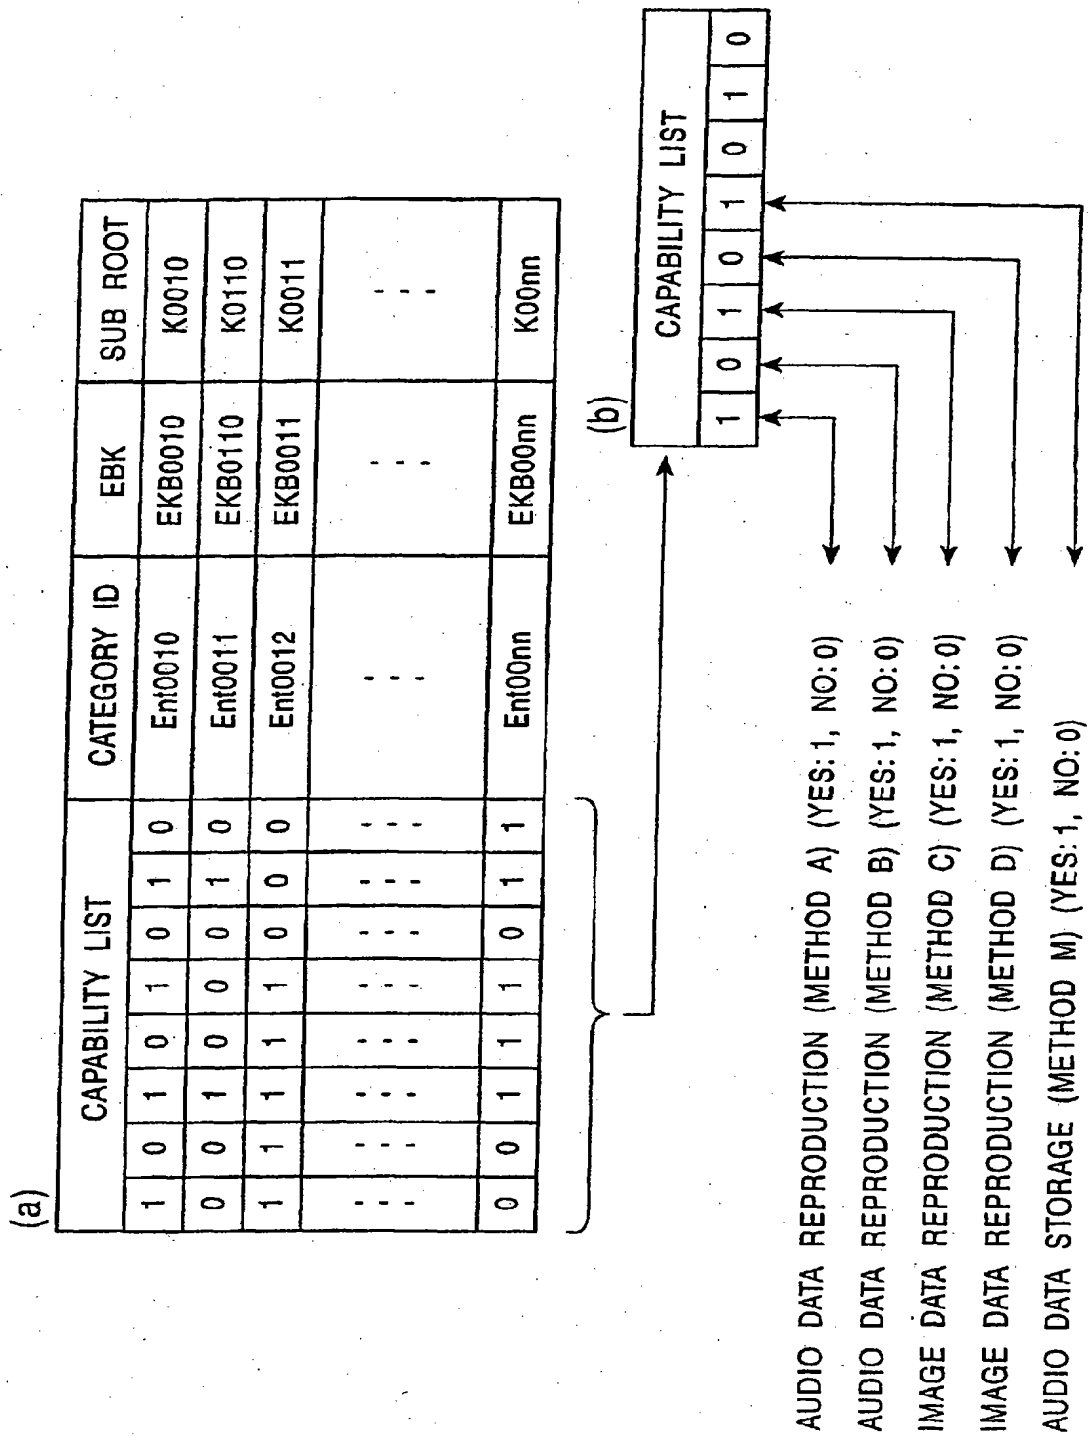 (a)
CAPABILITY LIST CATEGORY ID EBK SUB ROOT
1 0 1 0 1 0 1 0 Ent0010 EKB0010 K0010
0 0 1 0 0 0 1 0 Ent0011 EKB0110 K0110
1 1 1 1 1 0 0 0 Ent0012 EKB0011 K0011
--- --- --- --- --- --- --- --- --- --- ---
0 0 1 1 1 0 1 1 Ent00nn EKB00nn K00nn
(b)
CAPABILITY LIST
1 0 1 0 1 0 1 0
AUDIO DATA REPRODUCTION (METHOD A) (YES:1, NO:0)
AUDIO DATA REPRODUCTION (METHOD B) (YES:1, NO:0)
IMAGE DATA REPRODUCTION (METHOD C) (YES:1, NO:0)
IMAGE DATA REPRODUCTION (METHOD D) (YES:1, NO:0)
AUDIO DATA STORAGE (METHOD M) (YES:1, NO:0)